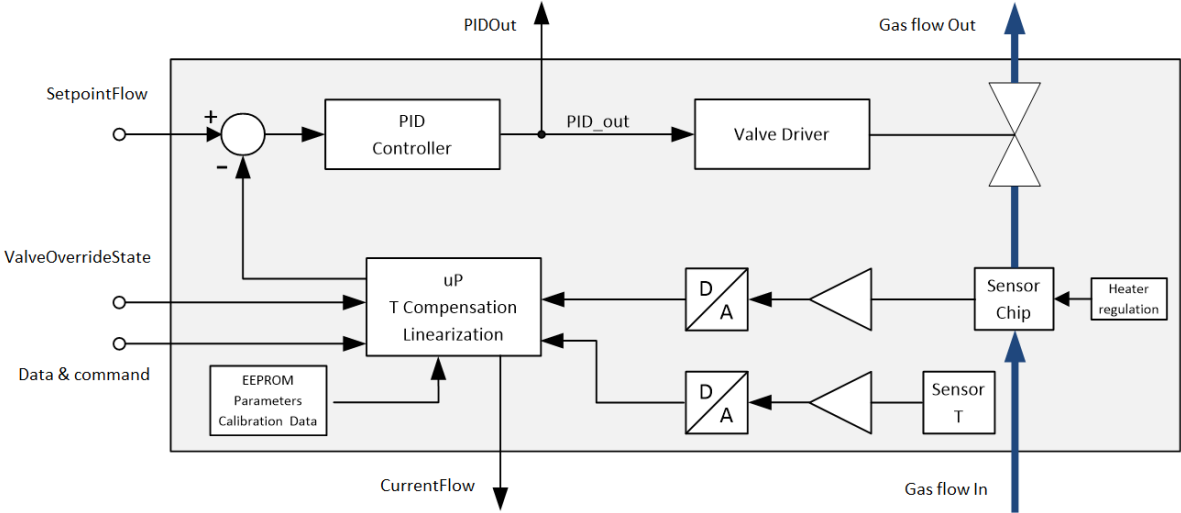 PIDOut
Gas flow Out
SetpointFlow
+
-
PID
Controller
PID_out
Valve Driver
ValveOverrideState
uP
T Compensation
Linearization
D
A
Sensor
Chip
Heater
regulation
Data & command
EEPROM
Parameters
Calibration Data
D
A
Sensor
T
CurrentFlow
Gas flow In